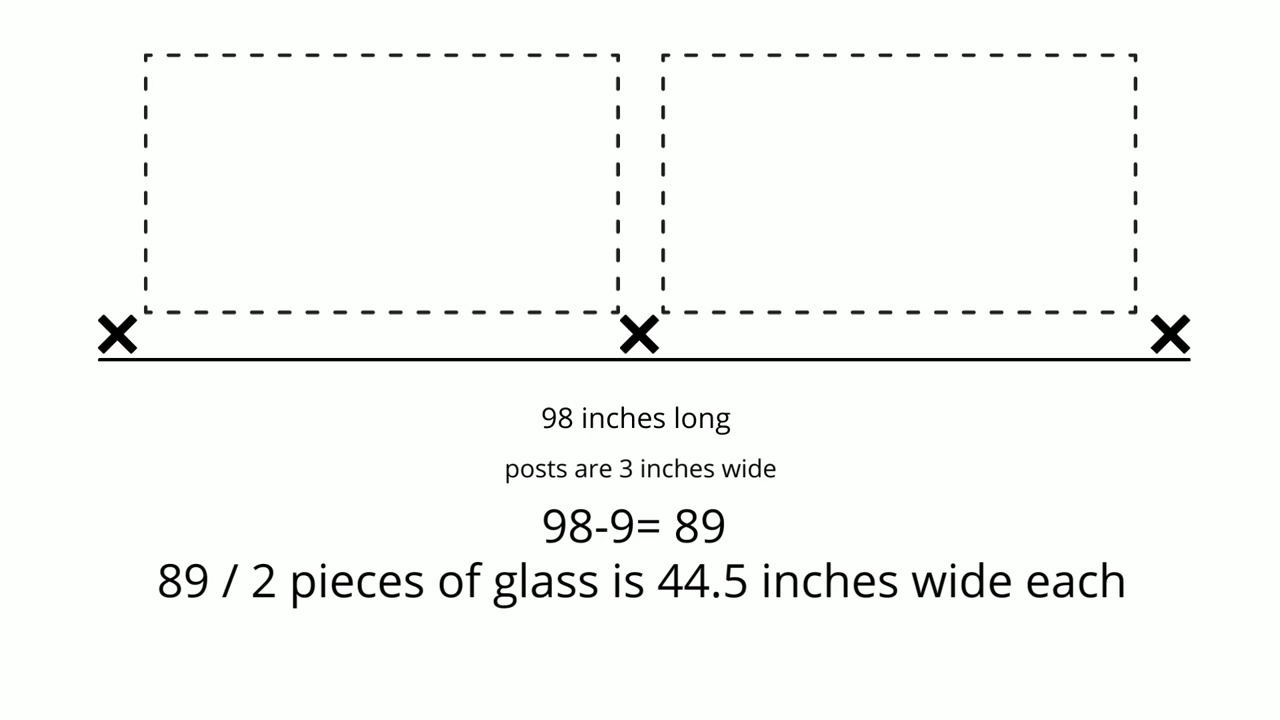 98 inches long
posts are 3 inches wide
98-9= 89
89 / 2 pieces of glass is 44.5 inches wide each